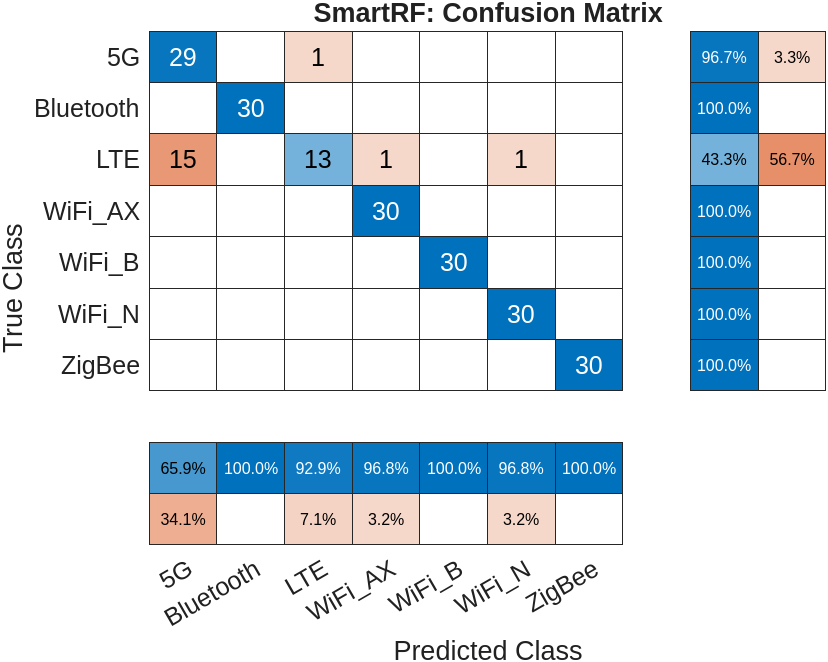 SmartRF: Confusion Matrix
True Class
5G 29 1 96.7% 3.3%
Bluetooth 30 100.0%
LTE 15 13 1 1 43.3% 56.7%
WiFi_AX 30 100.0%
WiFi_B 30 100.0%
WiFi_N 30 100.0%
ZigBee 30 100.0%
65.9% 100.0% 92.9% 96.8% 100.0% 96.8% 100.0%
34.1% 7.1% 3.2% 3.2%
5G Bluetooth LTE WiFi_AX WiFi_B WiFi_N ZigBee
Predicted Class